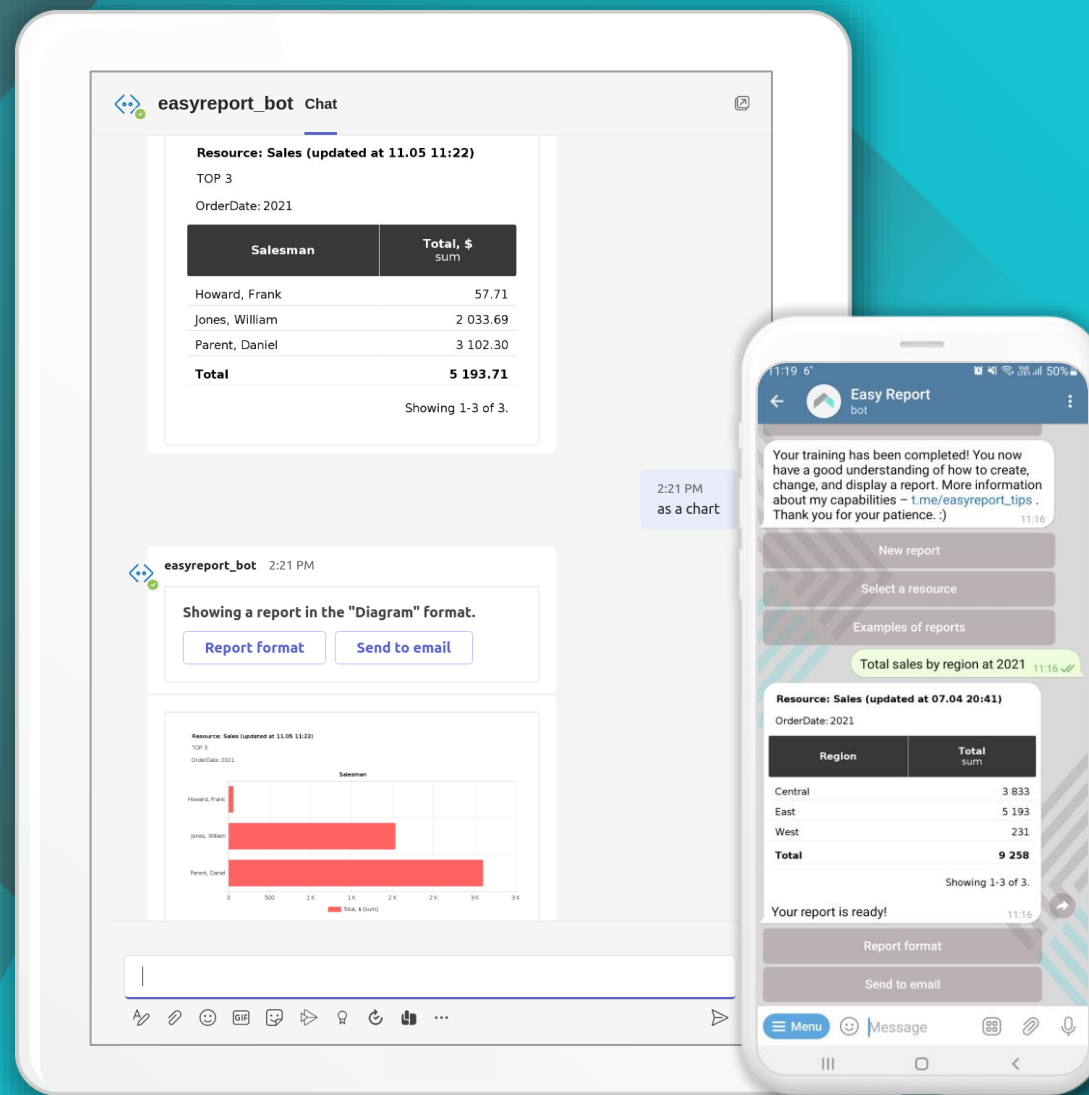 easyreport_bot Chat
Resource: Sales (updated at 11.05 11:22)
TOP 3
OrderDate: 2021
Salesman
Total, $
sum
Howard, Frank 57.71
Jones, William 2 033.69
Parent, Daniel 3 102.30
Total 5 193.71
Showing 1-3 of 3.
2:21 PM
as a chart
easyreport_bot 2:21 PM
Showing a report in the "Diagram" format.
Report format Send to email
Resource: Sales (updated at 11.05 11:22)
TOP 3
OrderDate: 2021
Salesman
Howard, Frank
Jones, William
Parent, Daniel
0 500 1 K 1 K 2 K 2 K 3 K 3 K
Total, $ (sum)
GIF
11:19 6° 50%
Easy Report
bot
Your training has been completed! You now
have a good understanding of how to create,
change, and display a report. More information
about my capabilities – t.me/easyreport_tips .
Thank you for your patience. :) 11:16
New report
Select a resource
Examples of reports
Total sales by region at 2021 11:16
Resource: Sales (updated at 07.04 20:41)
OrderDate: 2021
Region
Total
sum
Central 3 833
East 5 193
West 231
Total 9 258
Showing 1-3 of 3.
Your report is ready! 11:16
Report format
Send to email
Menu Message